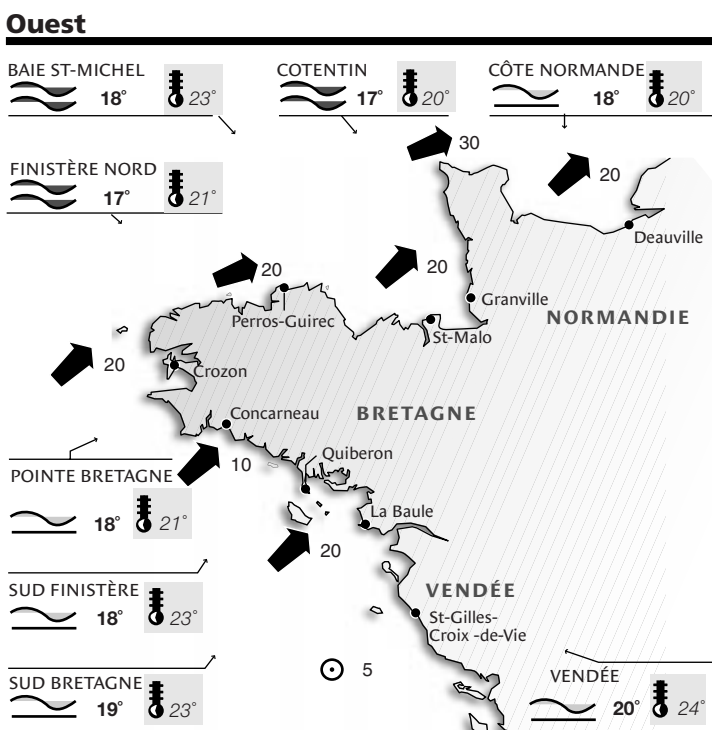 Ouest
BAIE ST-MICHEL
18° 23°
COTENTIN
17° 20°
CÔTE NORMANDE
18° 20°
FINISTÈRE NORD
17° 21°
30
20
Deauville
20
20
Granville
Perros-Guirec
NORMANDIE
St-Malo
20
Crozon
Concarneau
BRETAGNE
10
Quiberon
POINTE BRETAGNE
18° 21°
La Baule
20
SUD FINISTÈRE
18° 23°
VENDÉE
St-Gilles-
Croix -de-Vie
5
SUD BRETAGNE
19° 23°
VENDÉE
20° 24°